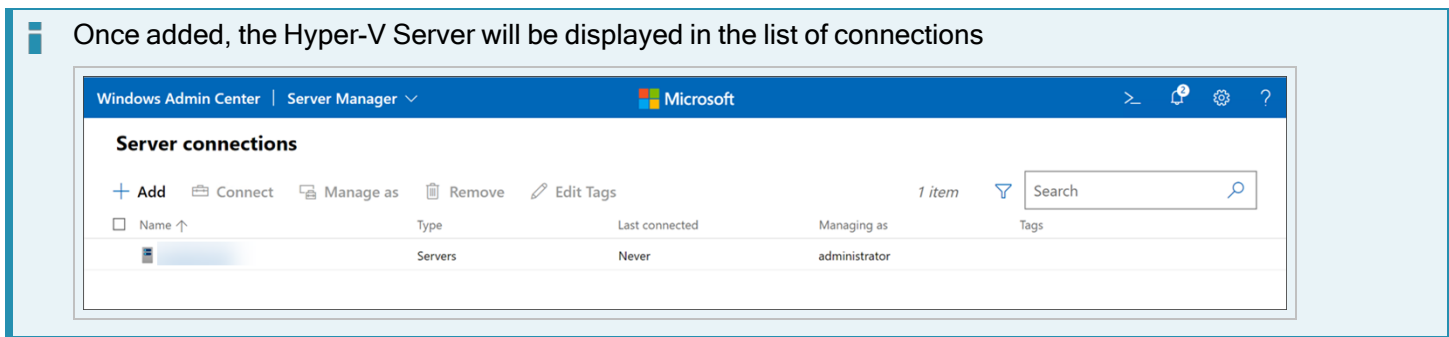 Once added, the Hyper-V Server will be displayed in the list of connections
Windows Admin Center | Server Manager Microsoft >_ 2 ?
Server connections
+ Add Connect Manage as Remove Edit Tags 1 item Search
Name ↑ Type Last connected Managing as Tags
Servers Never administrator